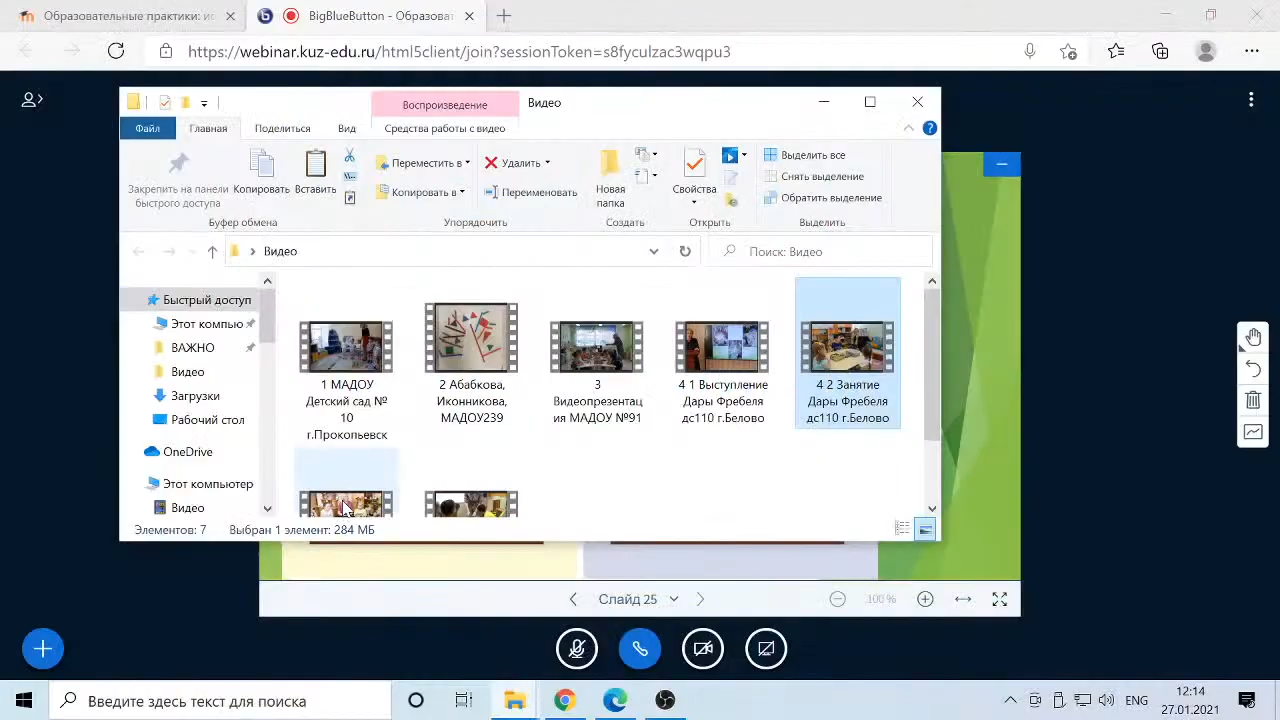 Образовательные практики: ис
BigBlueButton - Образоват
https://webinar.kuz-edu.ru/html5client/join?sessionToken=s8fyculzac3wqpu3
Воспроизведение
Видео
Файл
Главная
Поделиться
Вид
Средства работы с видео
Закрепить на панели
быстрого доступа
Копировать
Вставить
Переместить в
Копировать в
Удалить
Переименовать
Новая
папка
Свойства
Выделить все
Снять выделение
Обратить выделение
Буфер обмена
Упорядочить
Создать
Открыть
Выделить
Видео
Поиск: Видео
Быстрый доступ
Этот компью
ВАЖНО
Видео
Загрузки
Рабочий стол
OneDrive
Этот компьютер
Видео
1 МАДОУ
Детский сад №
10
г.Прокопьевск
2 Абабкова,
Иконникова,
МАДОУ239
3
Видеопрезентац
ия МАДОУ №91
4 1 Выступление
Дары Фребеля
дс110 г.Белово
4 2 Занятие
Дары Фребеля
дс110 г.Белово
Элементов: 7
Выбран 1 элемент: 284 МБ
Слайд 25
100 %
Введите здесь текст для поиска
ENG
12:14
27.01.2021